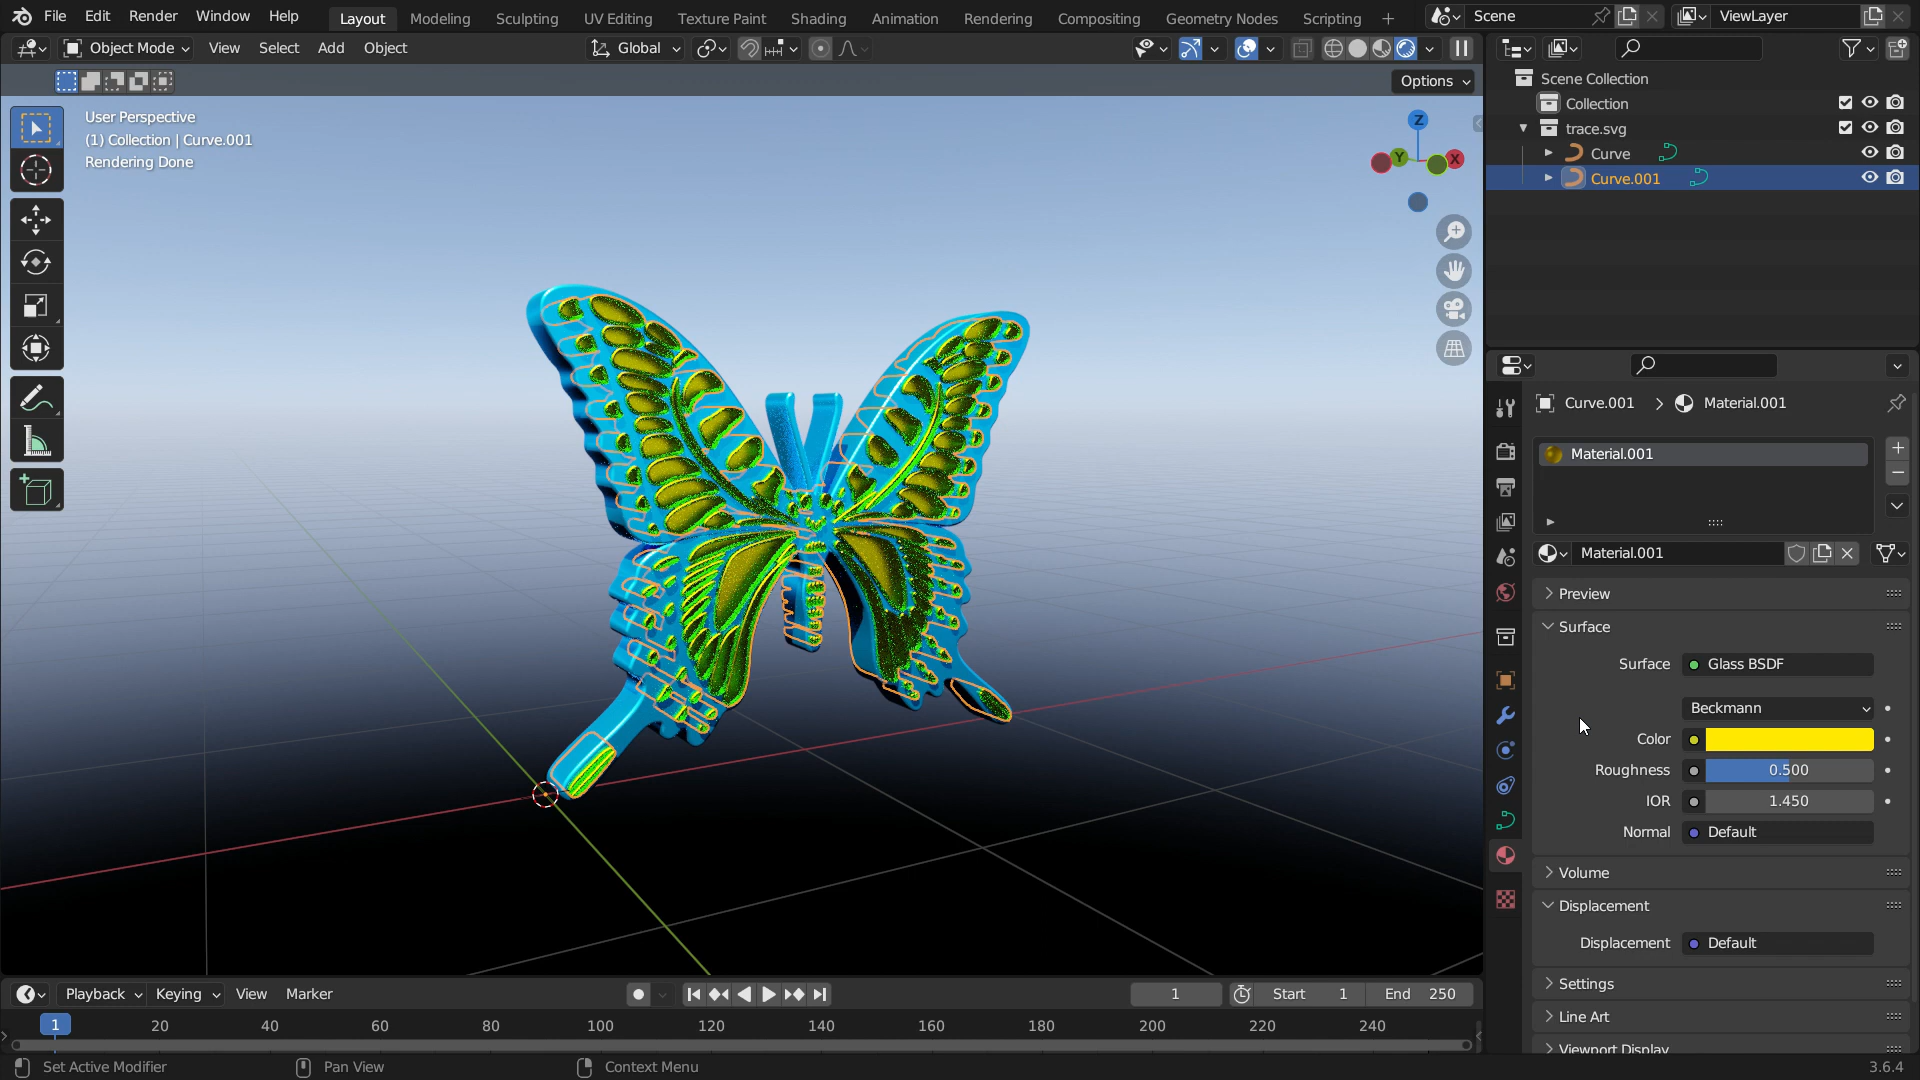 File Edit Render Window Help Layout Modeling Sculpting UV Editing Texture Paint Shading Animation Rendering Compositing Geometry Nodes Scripting + Scene ViewLayer
Object Mode View Select Add Object Global
Options
User Perspective
(1) Collection | Curve.001
Rendering Done
Z
Y
X
Scene Collection
Collection
trace.svg
Curve
Curve.001
Curve.001 > Material.001
Material.001
Material.001
Preview
Surface
Surface Glass BSDF
Beckmann
Color
Roughness 0.500
IOR 1.450
Normal Default
Volume
Displacement
Displacement Default
Settings
Line Art
Viewport Display
Playback Keying View Marker 1 Start 1 End 250
1 20 40 60 80 100 120 140 160 180 200 220 240
Set Active Modifier Pan View Context Menu 3.6.4